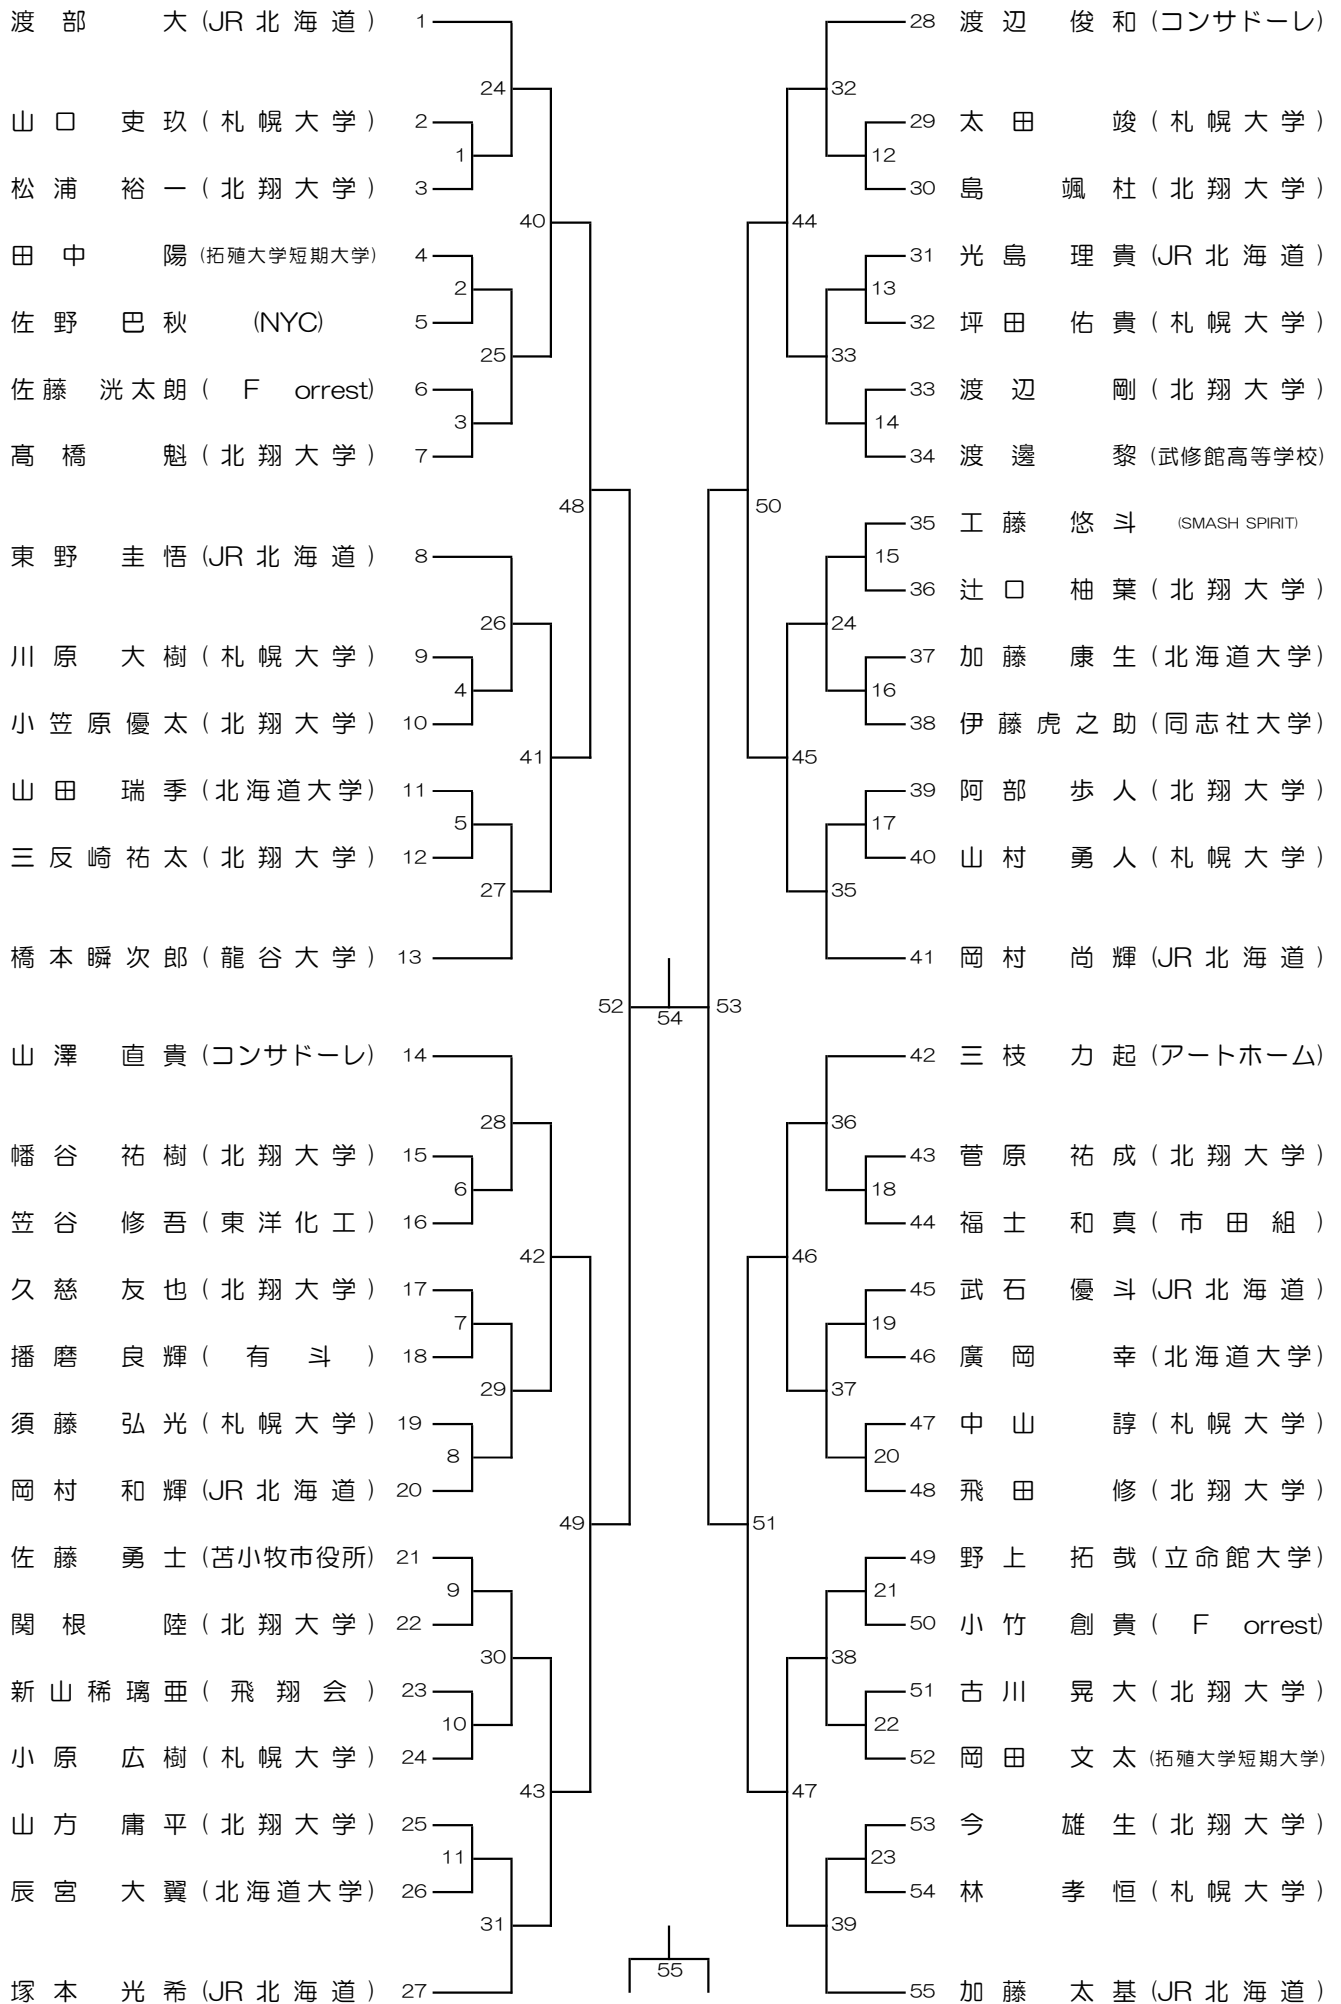 渡部 大 (JR北海道) 1
24
山口 吏玖 (札幌大学) 2
1
松浦 裕一 (北翔大学) 3
40
田中 陽 (拓殖大学短期大学) 4
2
佐野 巴秋 (NYC) 5
25
佐藤 洸太朗 ( F orrest) 6
3
髙橋 魁 (北翔大学) 7
48
東野 圭悟 (JR北海道) 8
26
川原 大樹 (札幌大学) 9
4
小笠原優太 (北翔大学) 10
41
山田 瑞季 (北海道大学) 11
5
三反崎祐太 (北翔大学) 12
27
橋本瞬次郎 (龍谷大学) 13
52
54
53
山澤 直貴 (コンサドーレ) 14
28
幡谷 祐樹 (北翔大学) 15
6
笠谷 修吾 (東洋化工) 16
42
久慈 友也 (北翔大学) 17
7
播磨 良輝 (有斗) 18
29
須藤 弘光 (札幌大学) 19
8
岡村 和輝 (JR北海道) 20
49
佐藤 勇士 (苫小牧市役所) 21
9
関根 陸 (北翔大学) 22
30
新山稀璃亜 (飛翔会) 23
10
小原 広樹 (札幌大学) 24
43
山方 庸平 (北翔大学) 25
11
辰宮 大翼 (北海道大学) 26
31
塚本 光希 (JR北海道) 27
55
28 渡辺 俊和 (コンサドーレ)
32
29 太田 竣 (札幌大学)
12
30 島 颯杜 (北翔大学)
44
31 光島 理貴 (JR北海道)
13
32 坪田 佑貴 (札幌大学)
33
33 渡辺 剛 (北翔大学)
14
34 渡邊 黎 (武修館高等学校)
50
35 工藤 悠斗 (SMASH SPIRIT)
15
36 辻口 柚葉 (北翔大学)
24
37 加藤 康生 (北海道大学)
16
38 伊藤虎之助 (同志社大学)
45
39 阿部 歩人 (北翔大学)
17
40 山村 勇人 (札幌大学)
35
41 岡村 尚輝 (JR北海道)
42 三枝 力起 (アートホーム)
36
43 菅原 祐成 (北翔大学)
18
44 福士 和真 (市田組)
46
45 武石 優斗 (JR北海道)
19
46 廣岡 幸 (北海道大学)
37
47 中山 諄 (札幌大学)
20
48 飛田 修 (北翔大学)
51
49 野上 拓哉 (立命館大学)
21
50 小竹 創貴 ( F orrest)
38
51 古川 晃大 (北翔大学)
22
52 岡田 文太 (拓殖大学短期大学)
47
53 今 雄生 (北翔大学)
23
54 林 孝恒 (札幌大学)
39
55 加藤 太基 (JR北海道)